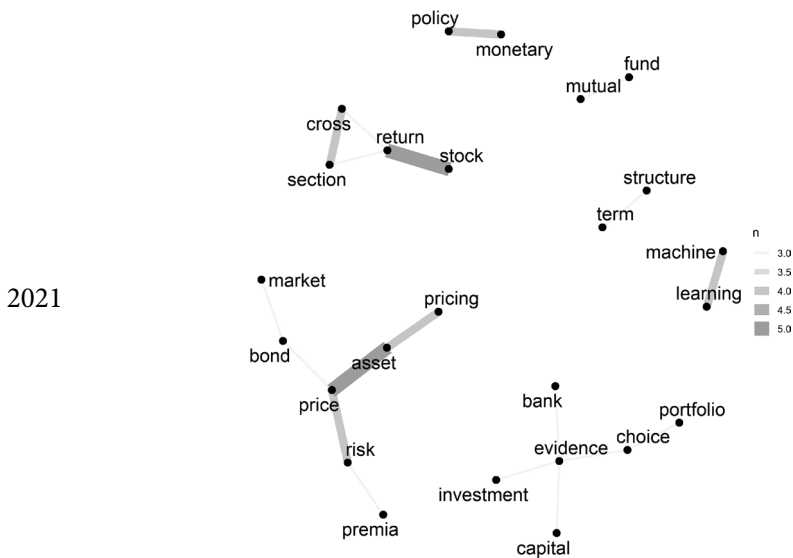 policy
monetary
fund
mutual
cross
return
stock
section
structure
term
n
machine
3.0
market
3.5
learning
4.0
2021
pricing
4.5
5.0
bond
asset
price
bank
portfolio
choice
risk
evidence
investment
premia
capital